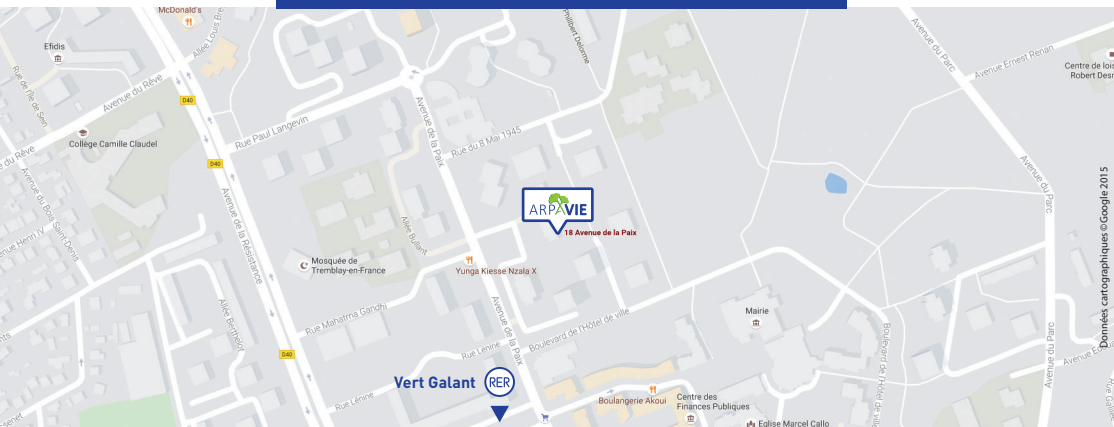 McDonald's
Efidis
Allée Louis Bre
Rue de l'Île de Sein
Avenue du Rêve
D40
Collège Camille Claudel
du Rêve
D40
Avenue du Bois Saint-Denis
enue Henri IV
Avenue de la Résistance
Rue Paul Langevin
Avenue de la Paix
Rue du 8 Mai 1945
Philibert Delorme
Avenue du Parc
Avenue Ernest Renan
Centre de lois
Robert Desn
Avenue du Parc
ARPAVIE
18 Avenue de la Paix
Allée Bullant
Mosquée de
Tremblay-en-France
Yunga Kiesse Nzala X
Rue Mahatma Gandhi
Allée Berthelot
D40
Avenue de la Paix
Boulevard de l'Hôtel de ville
Rue Lénine
Rue Lénine
Mairie
Boulevard de l'Hôtel de ville
Vert Galant RER
Boulangerie Akoui
Centre des
Finances Publiques
Eglise Marcel Callo
Avenue du Parc
Données cartographiques ©Google 2015